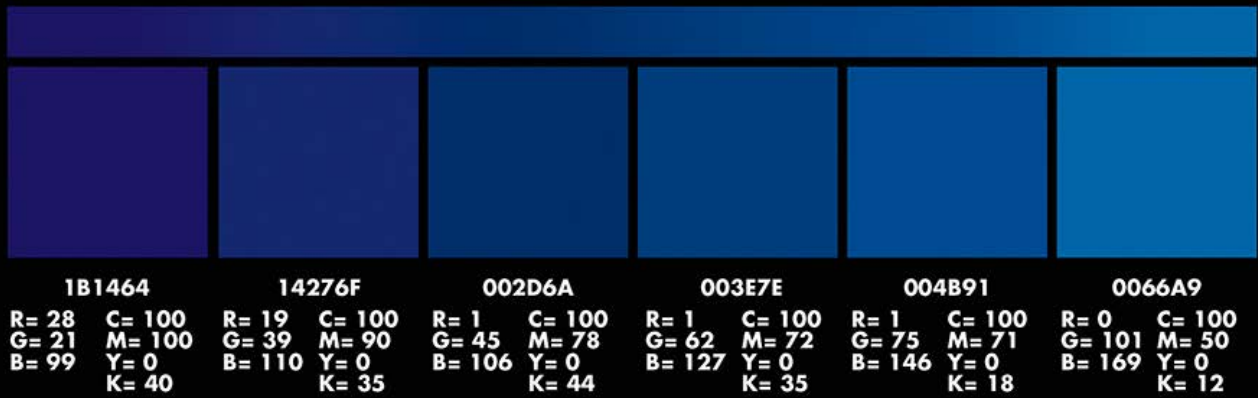 1B1464
R= 28 C= 100
G= 21 M= 100
B= 99 Y= 0
K= 40
14276F
R= 19 C= 100
G= 39 M= 90
B= 110 Y= 0
K= 35
002D6A
R= 1 C= 100
G= 45 M= 78
B= 106 Y= 0
K= 44
003E7E
R= 1 C= 100
G= 62 M= 72
B= 127 Y= 0
K= 35
004B91
R= 1 C= 100
G= 75 M= 71
B= 146 Y= 0
K= 18
0066A9
R= 0 C= 100
G= 101 M= 50
B= 169 Y= 0
K= 12